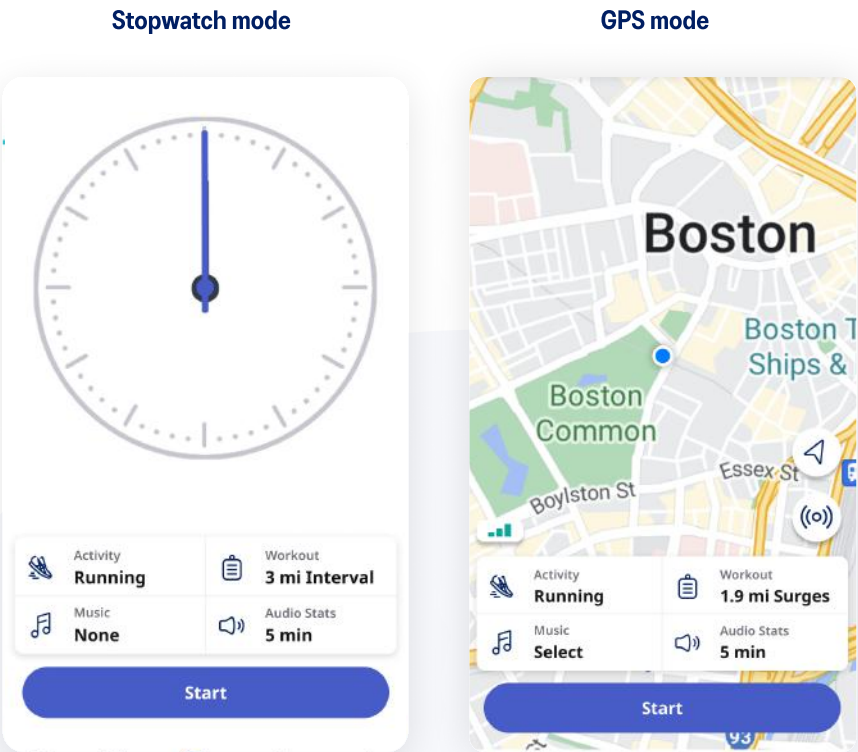 Stopwatch mode
GPS mode
Activity
Running
Workout
3 mi Interval
Music
None
Audio Stats
5 min
Start
Boston
Boston T
Ships &
Boston
Common
Essex St
Boylston St
Activity
Running
Workout
1.9 mi Surges
Music
Select
Audio Stats
5 min
Start
93